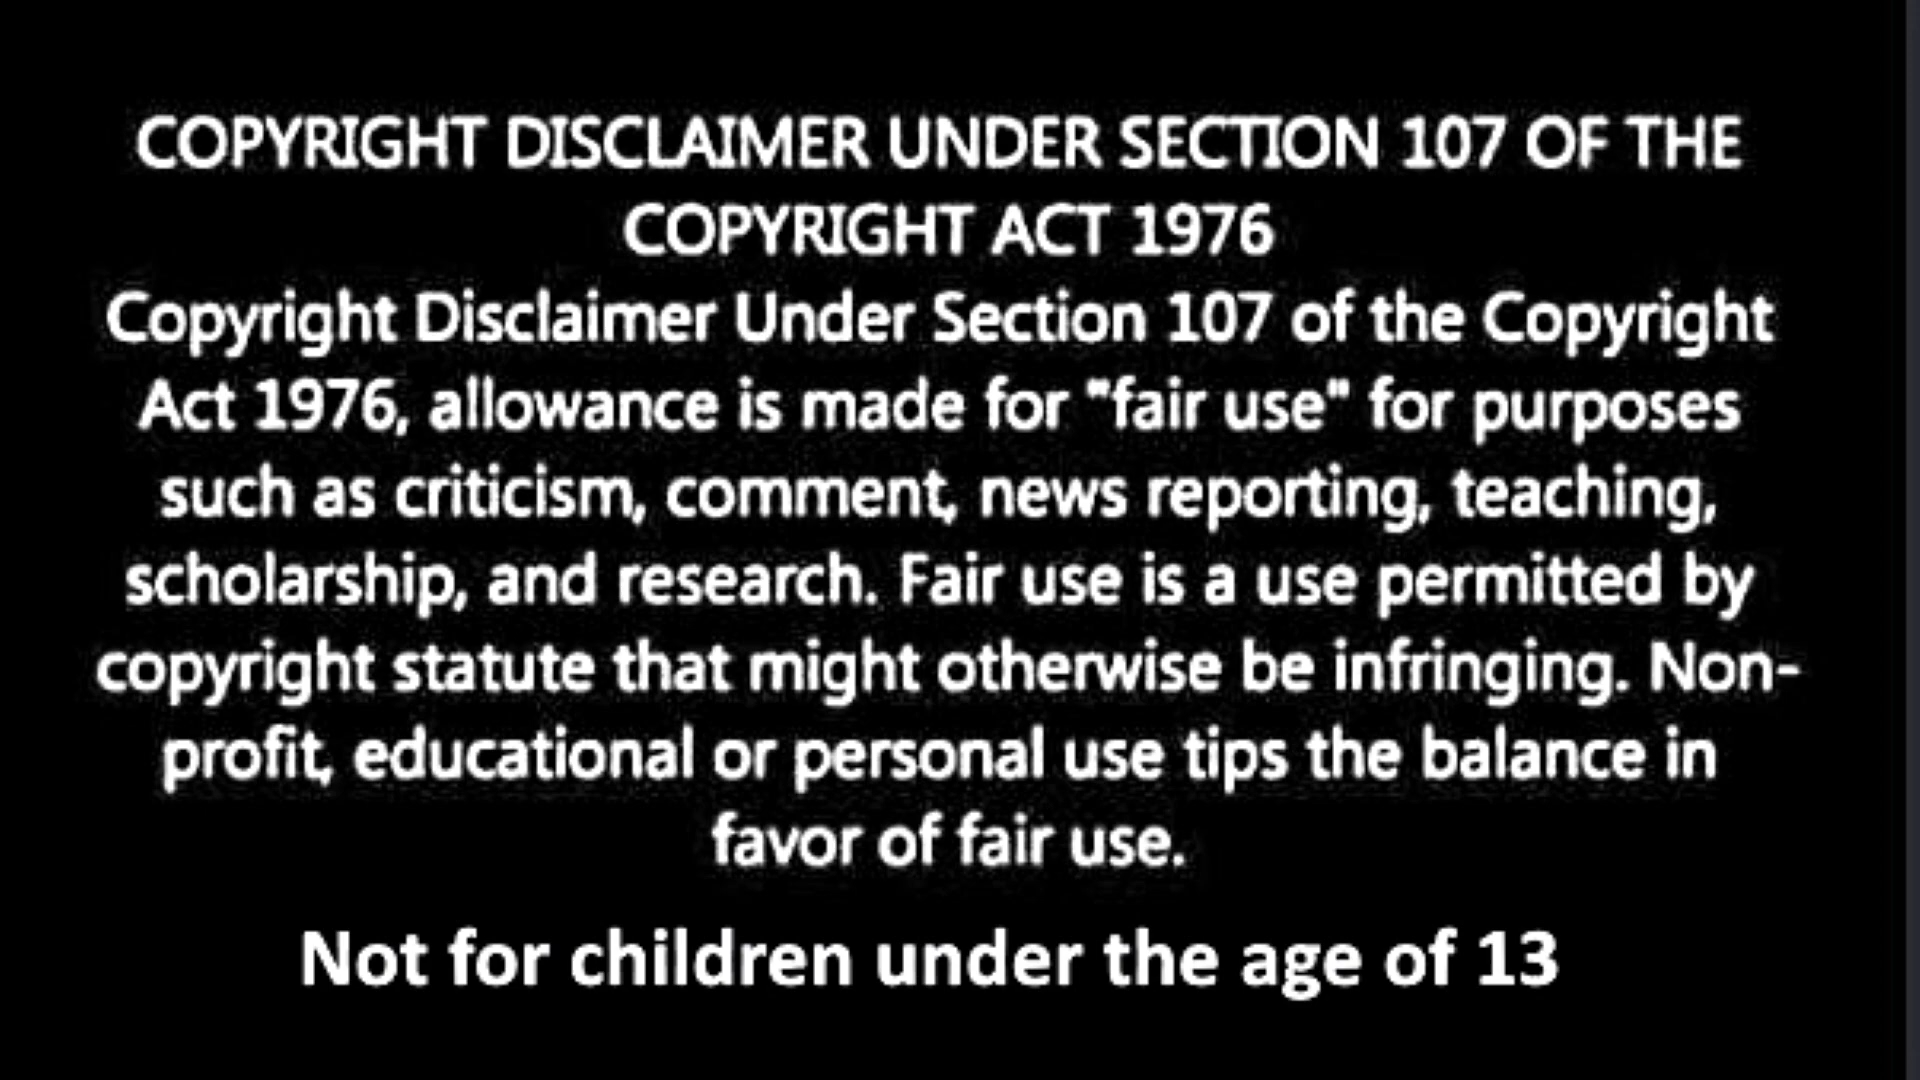 COPYRIGHT DISCLAIMER UNDER SECTION 107 OF THE
COPYRIGHT ACT 1976
Copyright Disclaimer Under Section 107 of the Copyright
Act 1976, allowance is made for "fair use" for purposes
such as criticism, comment, news reporting, teaching,
scholarship, and research. Fair use is a use permitted by
copyright statute that might otherwise be infringing. Non-
profit, educational or personal use tips the balance in
favor of fair use.
Not for children under the age of 13